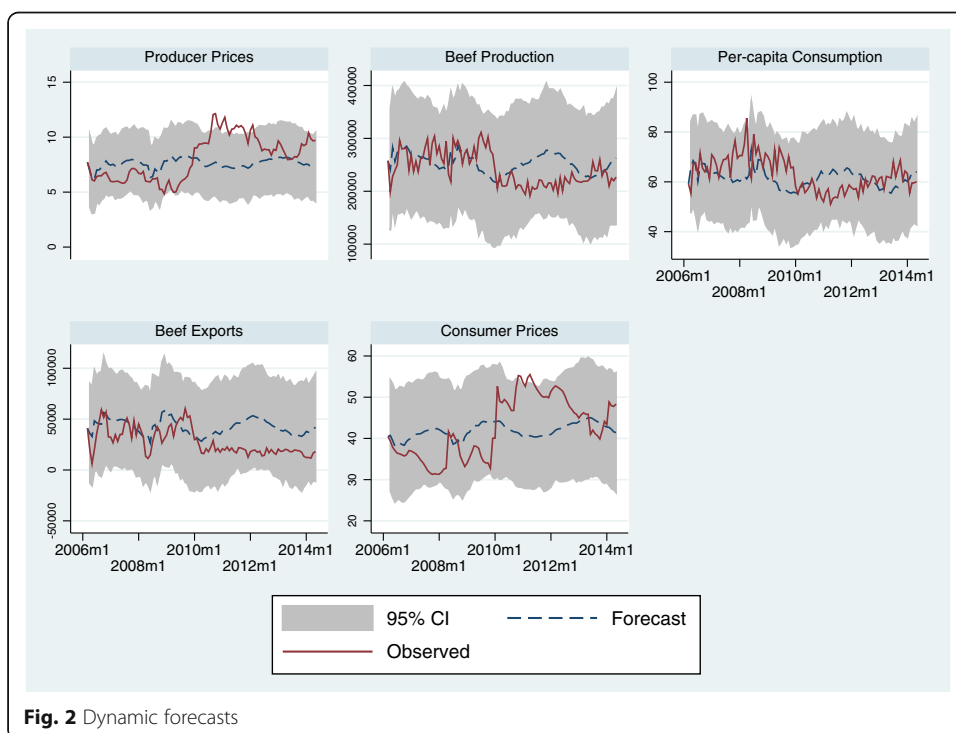 Producer Prices
15
10
5
0
Beef Production
400000
300000
200000
100000
Per-capita Consumption
100
80
60
40
2006m1 2010m1 2014m1
2008m1 2012m1
Beef Exports
100000
50000
0
-50000
2006m1 2010m1 2014m1
2008m1 2012m1
Consumer Prices
60
50
40
30
20
2006m1 2010m1 2014m1
2008m1 2012m1
95% CI Forecast
Observed
Fig. 2 Dynamic forecasts